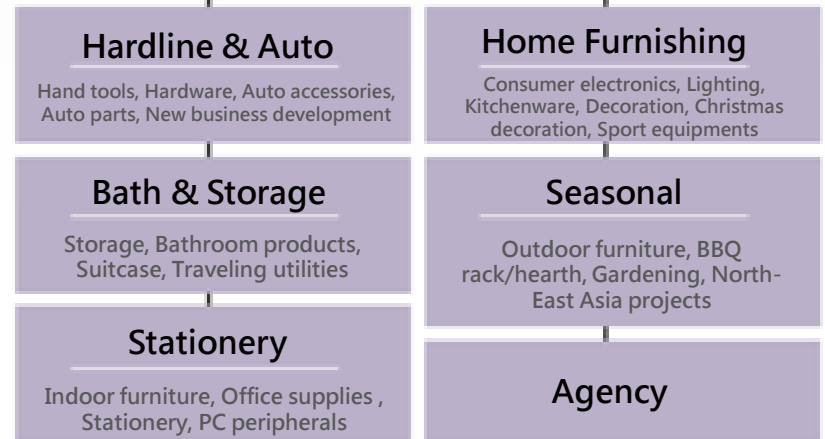 Hardline & Auto
Hand tools, Hardware, Auto accessories,
Auto parts, New business development
Bath & Storage
Storage, Bathroom products,
Suitcase, Traveling utilities
Stationery
Indoor furniture, Office supplies ,
Stationery, PC peripherals
Home Furnishing
Consumer electronics, Lighting,
Kitchenware, Decoration, Christmas
decoration, Sport equipments
Seasonal
Outdoor furniture, BBQ
rack/hearth, Gardening, North-
East Asia projects
Agency